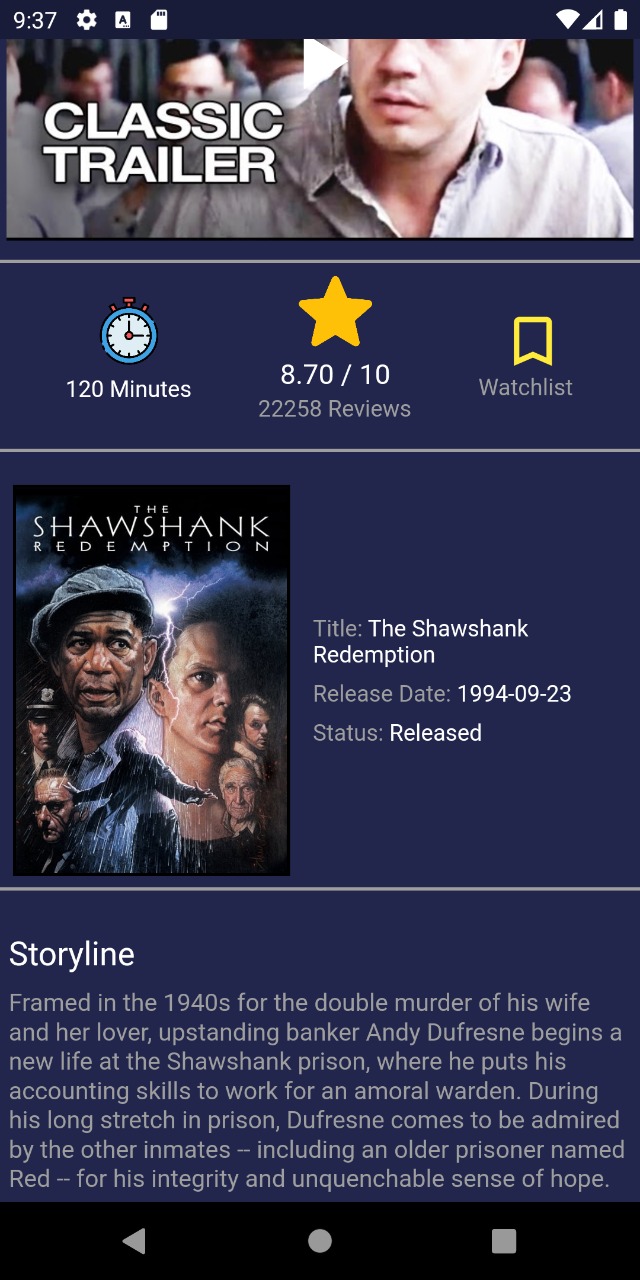 9:37
CLASSIC
TRAILER
120 Minutes
8.70 / 10
22258 Reviews
Watchlist
THE
SHAWSHANK
REDEMPTION
Title: The Shawshank
Redemption
Release Date: 1994-09-23
Status: Released
Storyline
Framed in the 1940s for the double murder of his wife
and her lover, upstanding banker Andy Dufresne begins a
new life at the Shawshank prison, where he puts his
accounting skills to work for an amoral warden. During
his long stretch in prison, Dufresne comes to be admired
by the other inmates -- including an older prisoner named
Red -- for his integrity and unquenchable sense of hope.